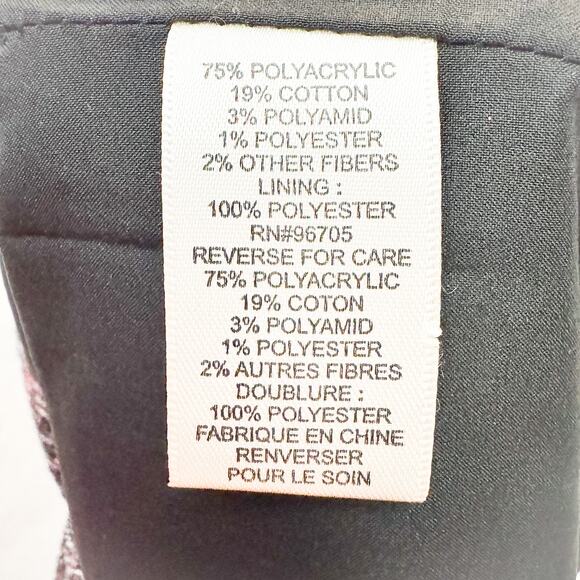 75% POLYACRYLIC
19% COTTON
3% POLYAMID
1% POLYESTER
2% OTHER FIBERS
LINING :
100% POLYESTER
RN#96705
REVERSE FOR CARE
75% POLYACRYLIC
19% COTON
3% POLYAMID
1% POLYESTER
2% AUTRES FIBRES
DOUBLURE :
100% POLYESTER
FABRIQUE EN CHINE
RENVERSER
POUR LE SOIN